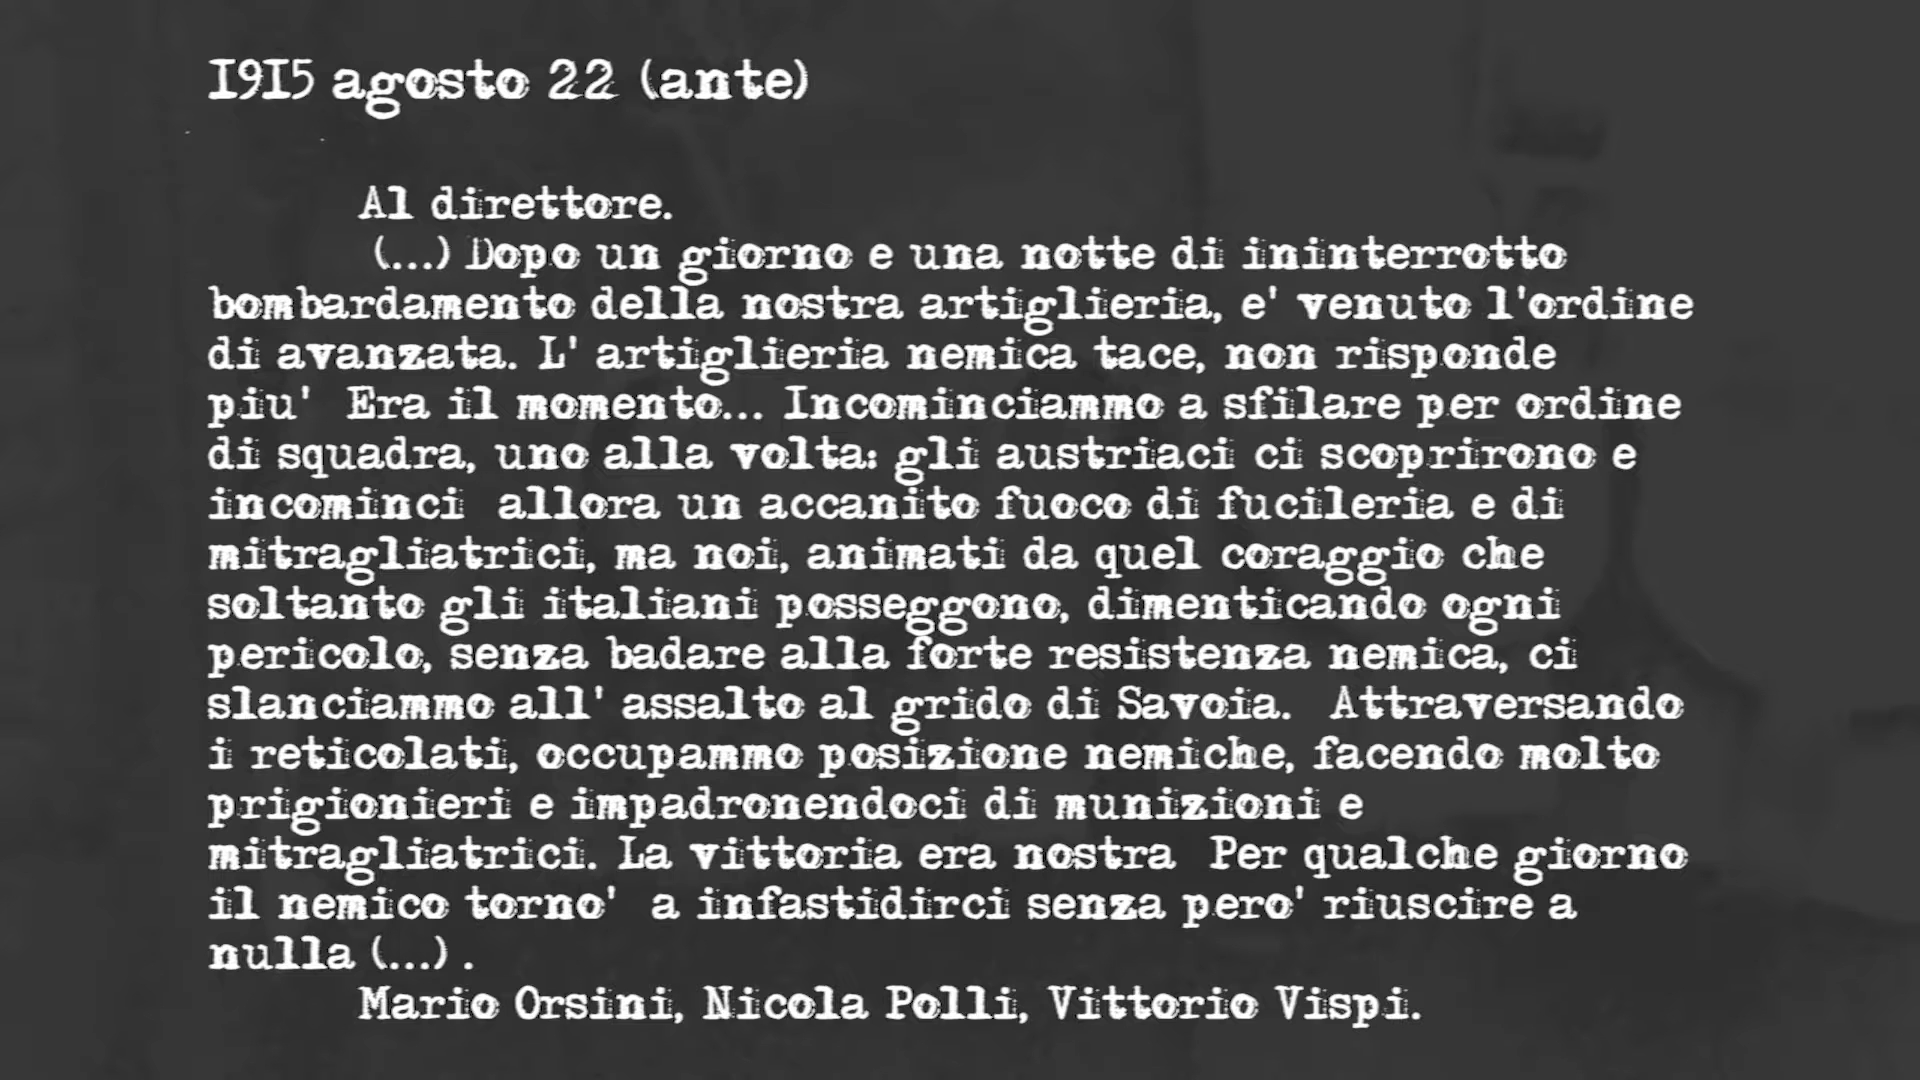 1915 agosto 22 (ante)
Al direttore.
(...) Dopo un giorno e una notte di ininterrotto
bombardamento della nostra artiglieria, e' venuto l'ordine
di avanzata. L' artiglieria nemica tace, non risponde
piu' Era il momento... Incominciammo a sfilare per ordine
di squadra, uno alla volta: gli austriaci ci scoprirono e
incominci allora un accanito fuoco di fucileria e di
mitragliatrici, ma noi, animati da quel coraggio che
soltanto gli italiani posseggono, dimenticando ogni
pericolo, senza badare alla forte resistenza nemica, ci
slanciammo all' assalto al grido di Savoia. Attraversando
i reticolati, occupammo posizione nemiche, facendo molto
prigionieri e impadronendoci di munizioni e
mitragliatrici. La vittoria era nostra Per qualche giorno
il nemico torno' a infastidirci senza pero' riuscire a
nulla (...) .
Mario Orsini, Nicola Polli, Vittorio Vispi.